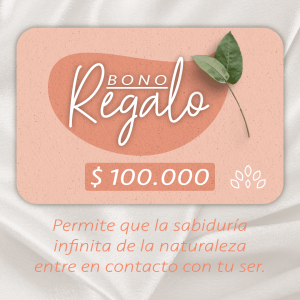 BONO
Regalo
$ 100.000
Permite que la sabiduría
infinita de la naturaleza
entre en contacto con tu ser.